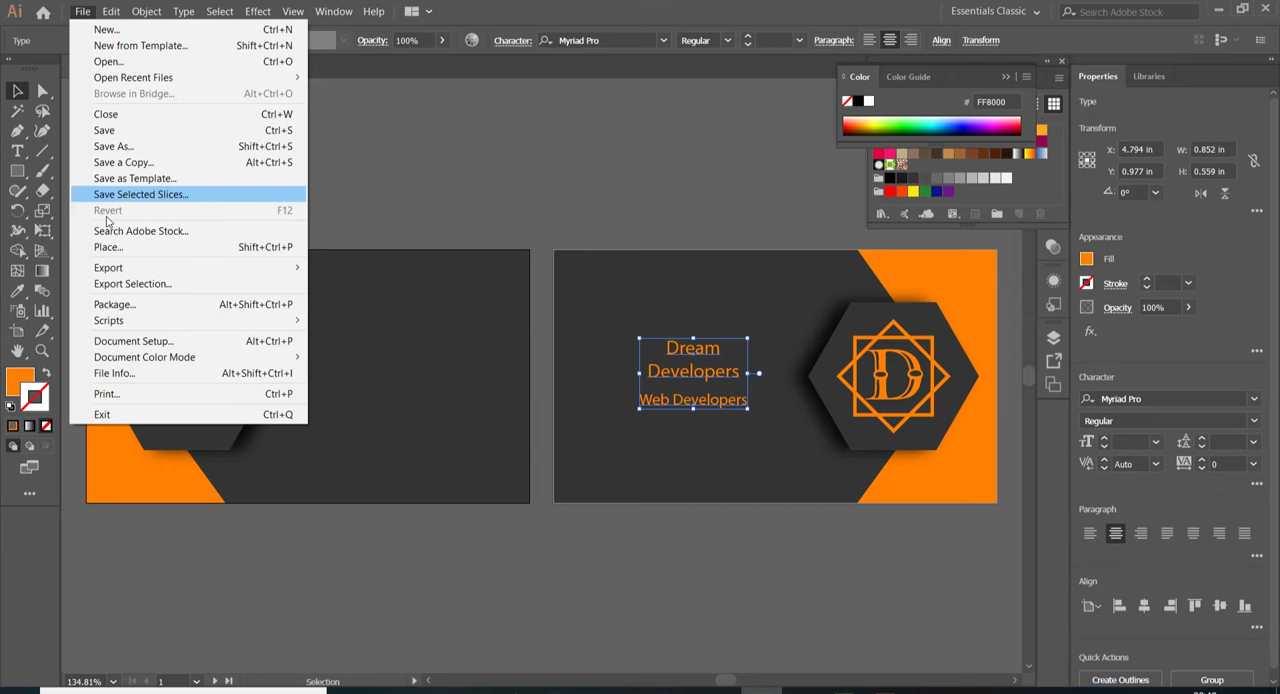 Ai File Edit Object Type Select Effect View Window Help Essentials Classic Search Adobe Stock
Type Opacity: 100% Character: Myriad Pro Regular Paragraph: Align Transform
New... Ctrl+N
New from Template... Shift+Ctrl+N
Open... Ctrl+O
Open Recent Files
Browse in Bridge... Alt+Ctrl+O
Close Ctrl+W
Save Ctrl+S
Save As... Shift+Ctrl+S
Save a Copy... Alt+Ctrl+S
Save as Template...
Save Selected Slices...
Revert F12
Search Adobe Stock...
Place... Shift+Ctrl+P
Export
Export Selection...
Package... Alt+Shift+Ctrl+P
Scripts
Document Setup... Alt+Ctrl+P
Document Color Mode
File Info... Alt+Shift+Ctrl+I
Print... Ctrl+P
Exit Ctrl+Q
Dream
Developers
Web Developers
D
Color Color Guide
# FF8000
Properties Libraries
Type
Transform
X: 4.794 in W: 0.852 in
Y: 0.977 in H: 0.559 in
0°
Appearance
Fill
Stroke
Opacity 100%
fx.
Character
Myriad Pro
Regular
Auto 0
Paragraph
Align
Quick Actions
Create Outlines Group
134.81% 1 Selection